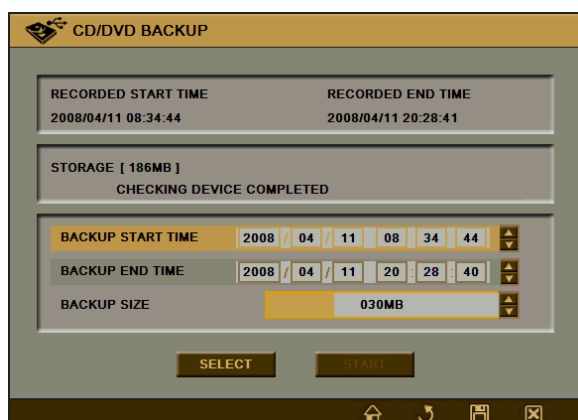 CD/DVD BACKUP
RECORDED START TIME RECORDED END TIME
2008/04/11 08:34:44 2008/04/11 20:28:41
STORAGE [ 186MB ]
CHECKING DEVICE COMPLETED
BACKUP START TIME 2008 / 04 / 11 08 : 34 : 44
BACKUP END TIME 2008 / 04 / 11 20 : 28 : 40
BACKUP SIZE 030MB
SELECT START